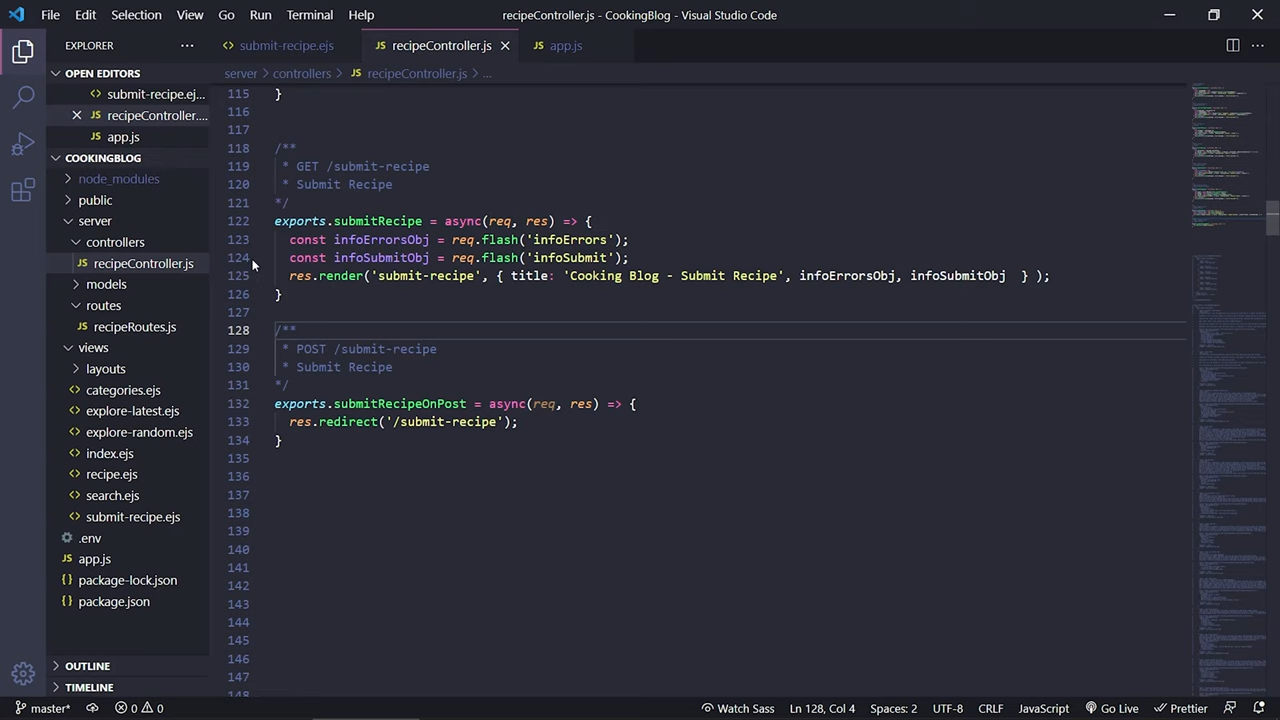 File Edit Selection View Go Run Terminal Help recipeController.js - CookingBlog - Visual Studio Code
EXPLORER
OPEN EDITORS
submit-recipe.ej...
recipeController....
app.js
COOKINGBLOG
node_modules
public
server
controllers
recipeController.js
models
routes
recipeRoutes.js
views
layouts
categories.ejs
explore-latest.ejs
explore-random.ejs
index.ejs
recipe.ejs
search.ejs
submit-recipe.ejs
.env
app.js
package-lock.json
package.json
OUTLINE
TIMELINE
submit-recipe.ejs recipeController.js app.js
server > controllers > recipeController.js > ...
115 }
116
117
118 /**
119 * GET /submit-recipe
120 * Submit Recipe
121 */
122 exports.submitRecipe = async(req, res) => {
123 const infoErrorsObj = req.flash('infoErrors');
124 const infoSubmitObj = req.flash('infoSubmit');
125 res.render('submit-recipe', { title: 'Cooking Blog - Submit Recipe', infoErrorsObj, infoSubmitObj } );
126 }
127
128 /**
129 * POST /submit-recipe
130 * Submit Recipe
131 */
132 exports.submitRecipeOnPost = async(req, res) => {
133 res.redirect('/submit-recipe');
134 }
135
136
137
138
139
140
141
142
143
144
145
146
147
148
master* 0 0 Ln 128, Col 4 Spaces: 2 UTF-8 CRLF JavaScript Go Live Prettier